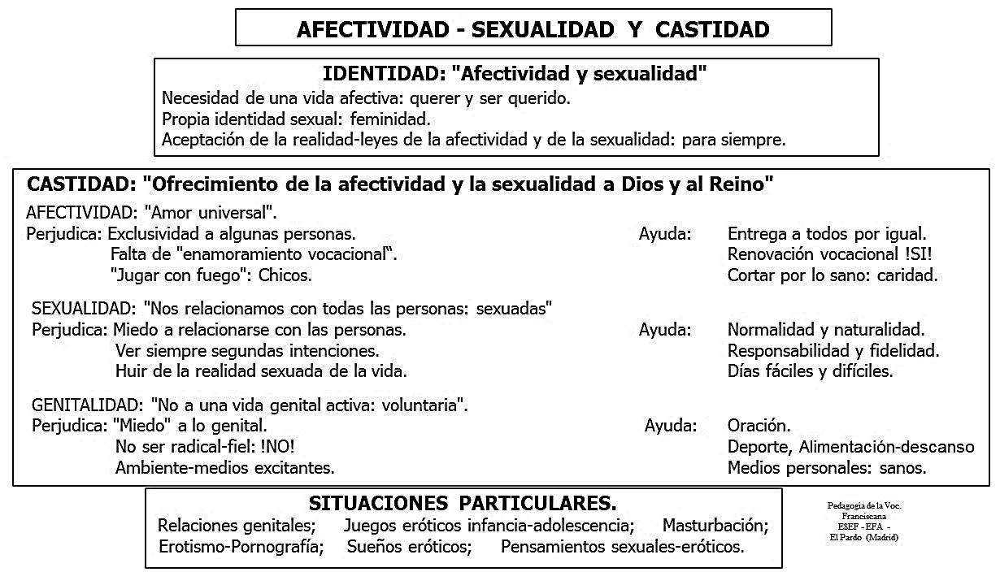 AFECTIVIDAD - SEXUALIDAD Y CASTIDAD
IDENTIDAD: "Afectividad y sexualidad"
Necesidad de una vida afectiva: querer y ser querido.
Propia identidad sexual: feminidad.
Aceptación de la realidad-leyes de la afectividad y de la sexualidad: para siempre.
CASTIDAD: "Ofrecimiento de la afectividad y la sexualidad a Dios y al Reino"
AFECTIVIDAD: "Amor universal".
Perjudica: Exclusividad a algunas personas. Ayuda: Entrega a todos por igual.
Falta de "enamoramiento vocacional“. Renovación vocacional !SI!
"Jugar con fuego": Chicos. Cortar por lo sano: caridad.
SEXUALIDAD: "Nos relacionamos con todas las personas: sexuadas"
Perjudica: Miedo a relacionarse con las personas. Ayuda: Normalidad y naturalidad.
Ver siempre segundas intenciones. Responsabilidad y fidelidad.
Huir de la realidad sexuada de la vida. Días fáciles y difíciles.
GENITALIDAD: "No a una vida genital activa: voluntaria".
Perjudica: "Miedo" a lo genital. Ayuda: Oración.
No ser radical-fiel: !NO! Deporte, Alimentación-descanso
Ambiente-medios excitantes. Medios personales: sanos.
SITUACIONES PARTICULARES.
Relaciones genitales; Juegos eróticos infancia-adolescencia; Masturbación;
Erotismo-Pornografía; Sueños eróticos; Pensamientos sexuales-eróticos.
Pedagogía de la Voc.
Franciscana
ESEF - EFA -
El Pardo (Madrid)